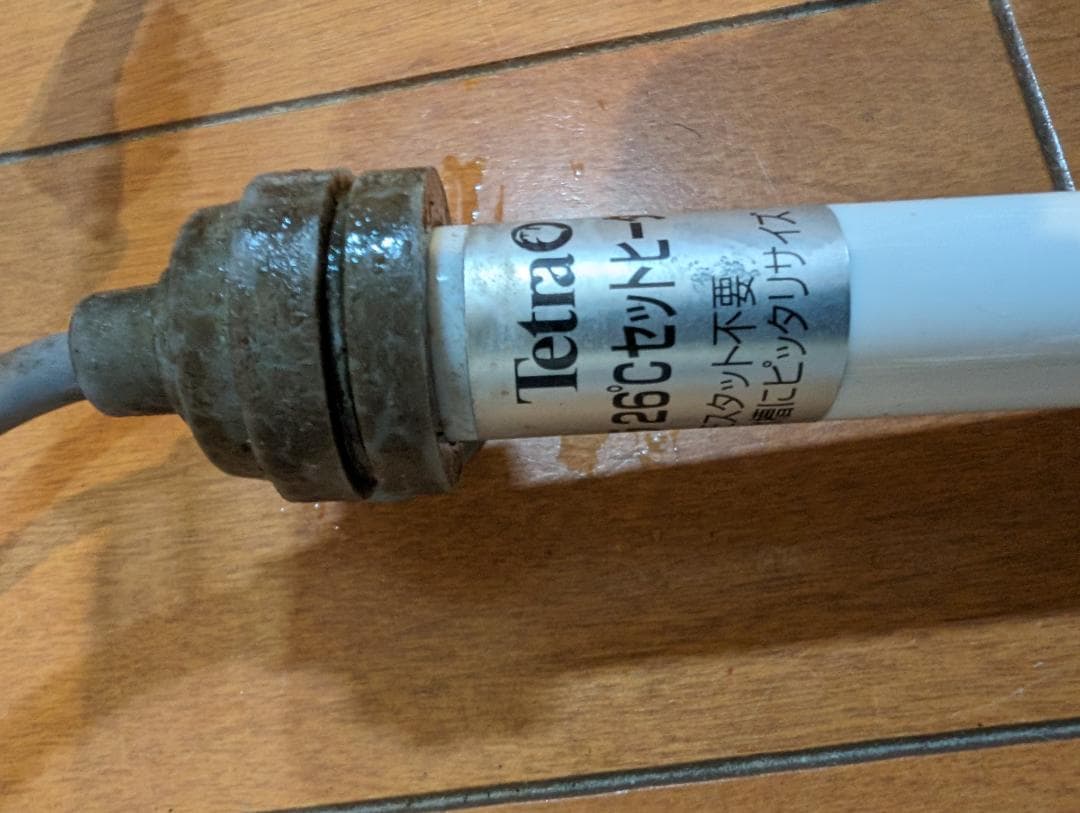 Tetra
26℃セットヒータ
スタット不要
にピッタリサイズ